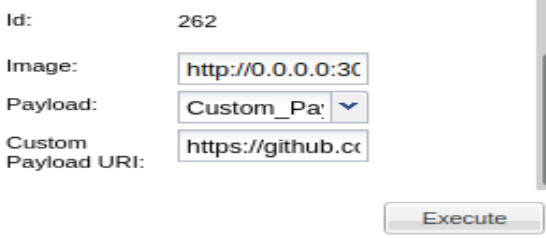 Id: 262
Image: http://0.0.0.0:30
Payload: Custom_Pa
Custom
Payload URI: https://github.co
Execute